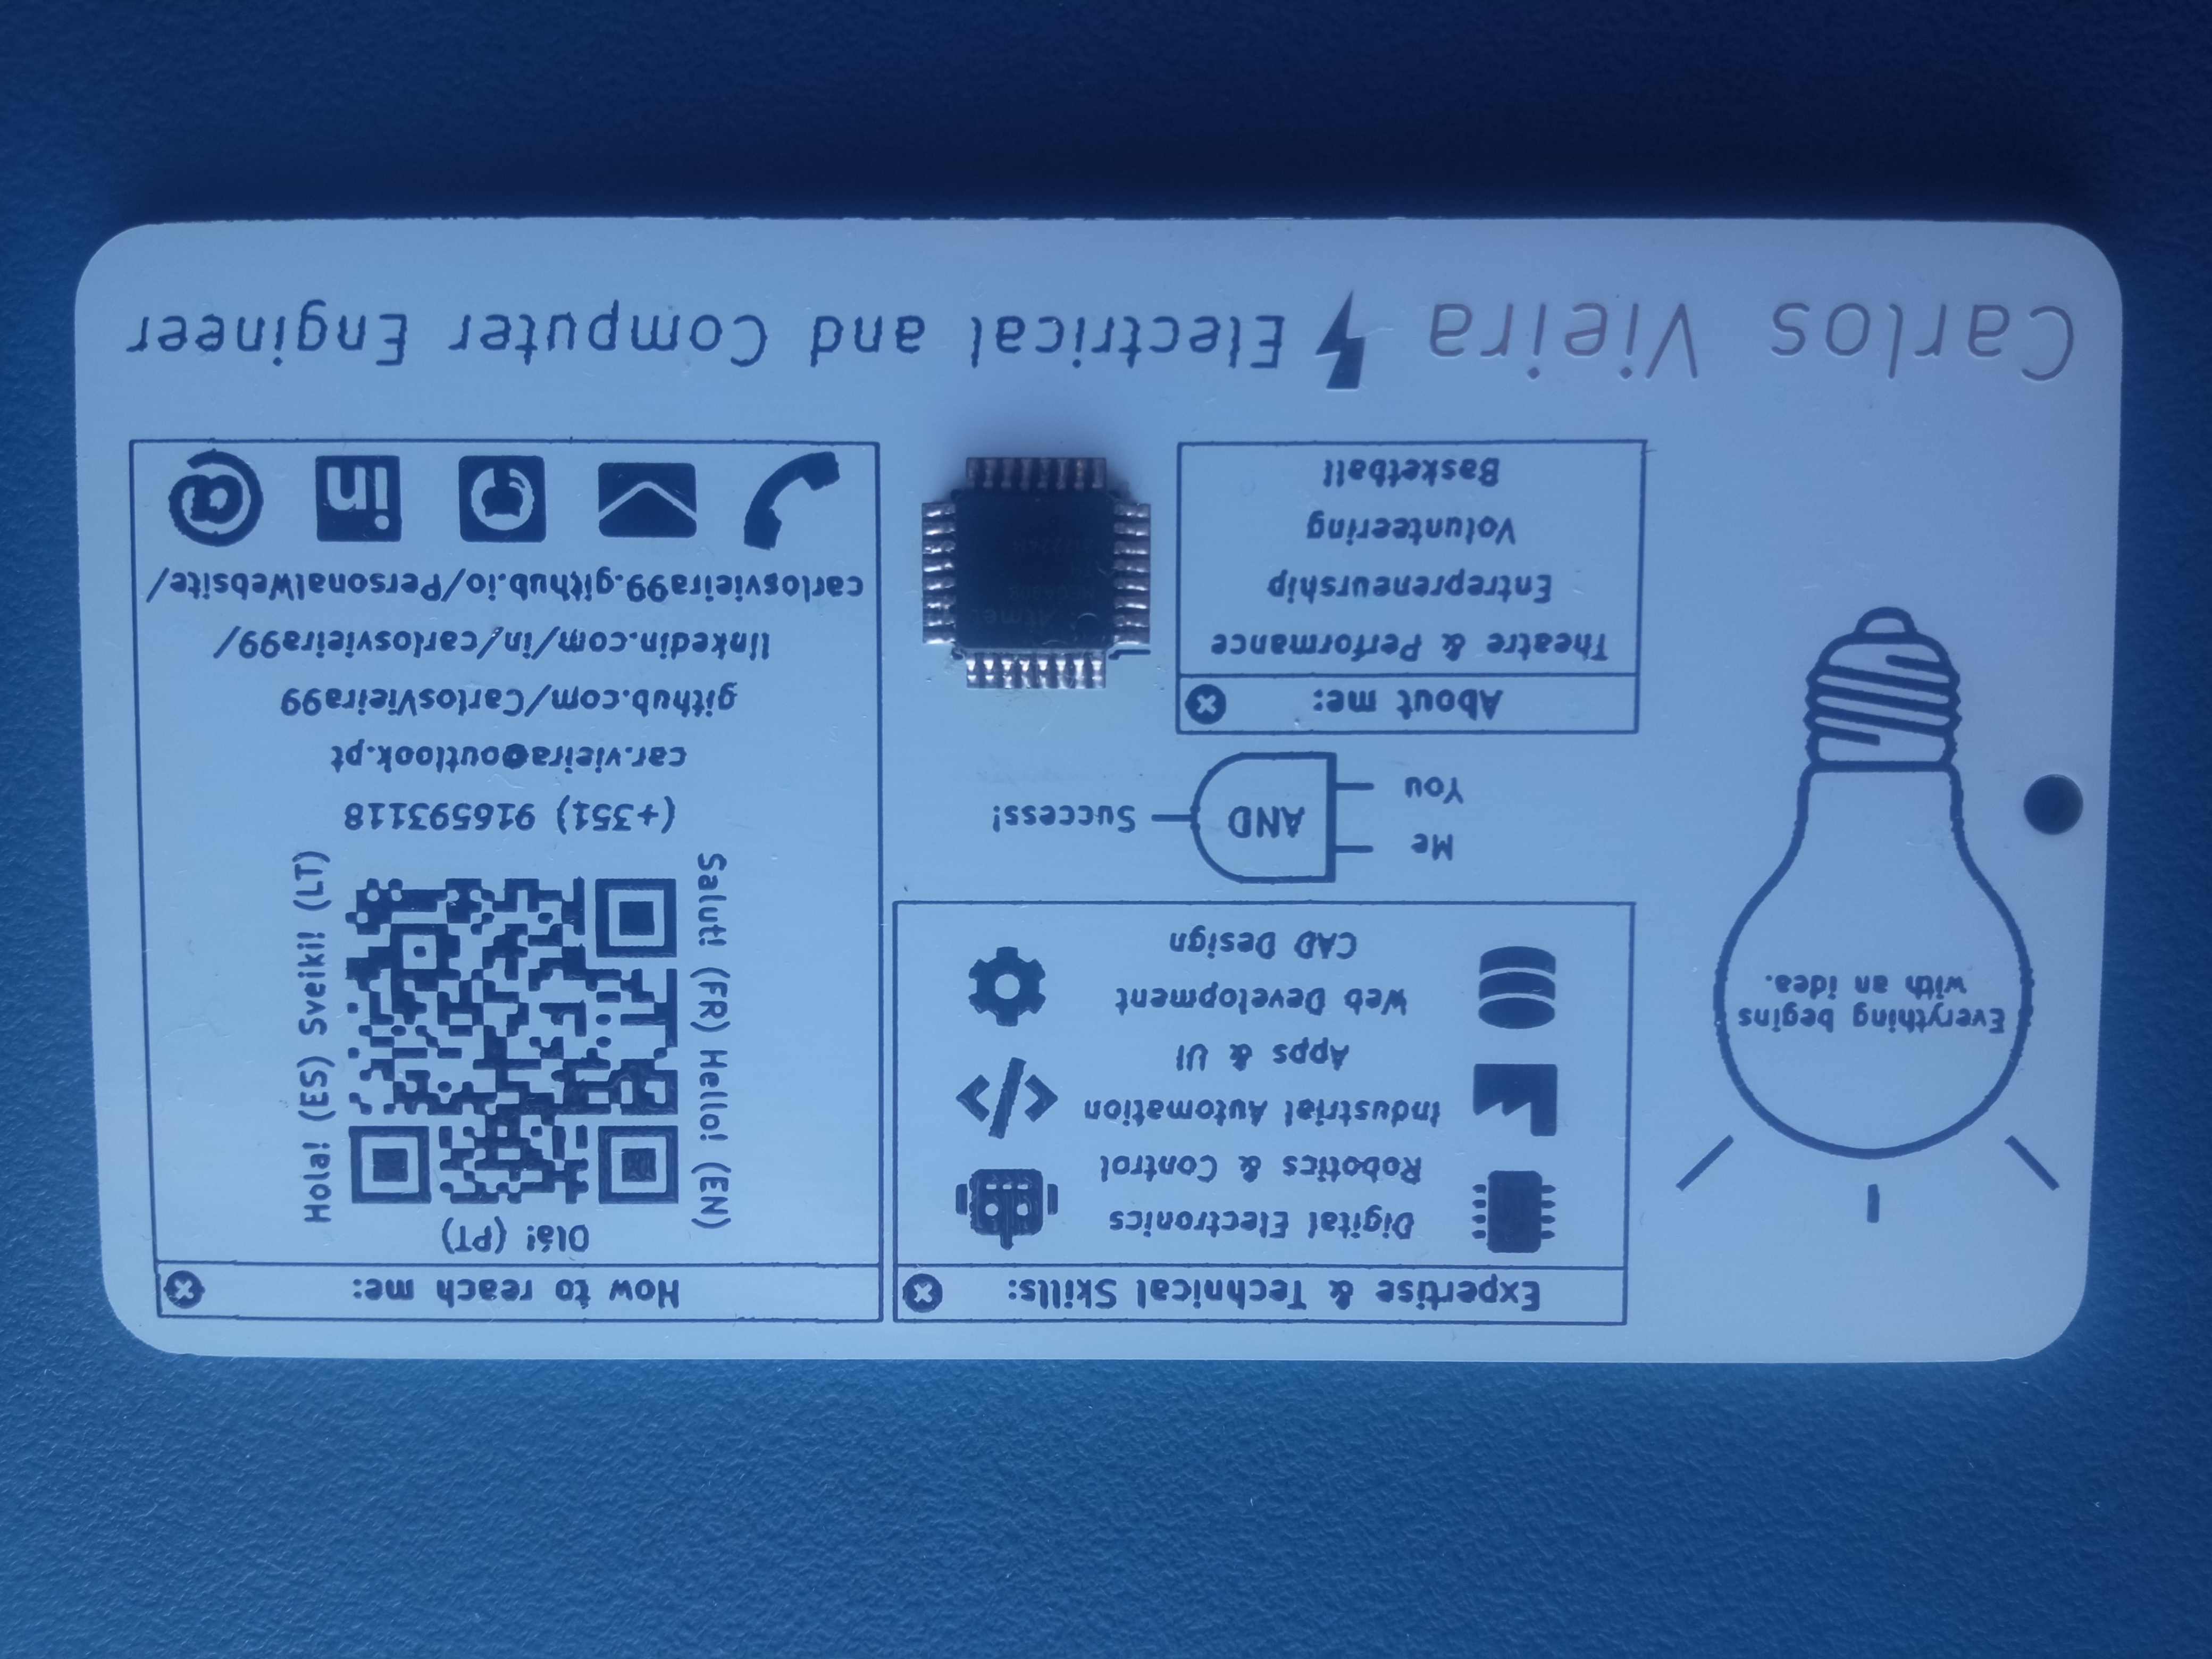 Everything begins
with an idea.
Expertise & Technical Skills:
Digital Electronics
Robotics & Control
Industrial Automation
Apps & UI
Web Development
CAD Design
Me
You
AND
Success!
About me:
Theatre & Performance
Entrepreneurship
Volunteering
Basketball
How to reach me:
Olá! (PT)
Salut! (FR) Hello! (EN)
Hola! (ES) Sveiki! (LT)
(+351) 916593118
car.vieira@outlook.pt
github.com/CarlosVieira99
linkedin.com/in/carlosvieira99/
carlosvieira99.github.io/PersonalWebsite/
in
@
Carlos Vieira Electrical and Computer Engineer